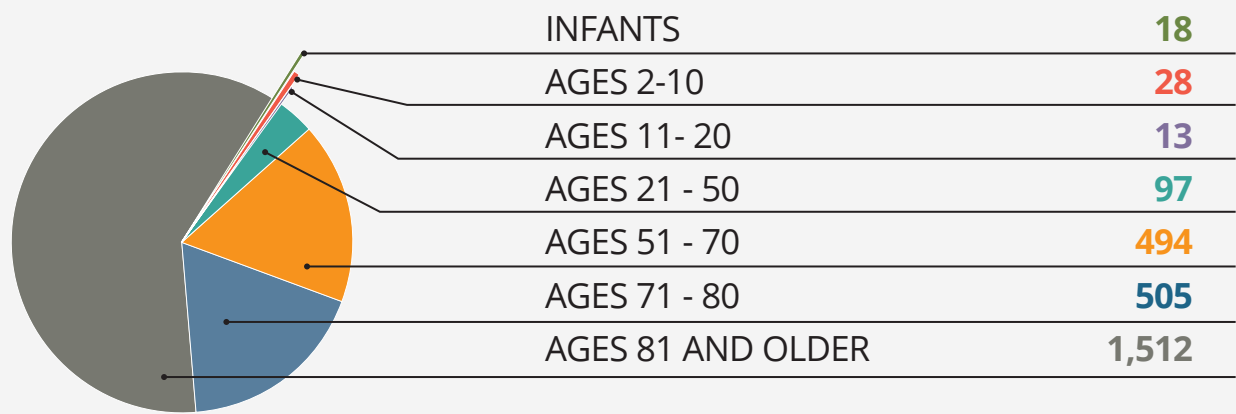 INFANTS 18
AGES 2-10 28
AGES 11- 20 13
AGES 21 - 50 97
AGES 51 - 70 494
AGES 71 - 80 505
AGES 81 AND OLDER 1,512